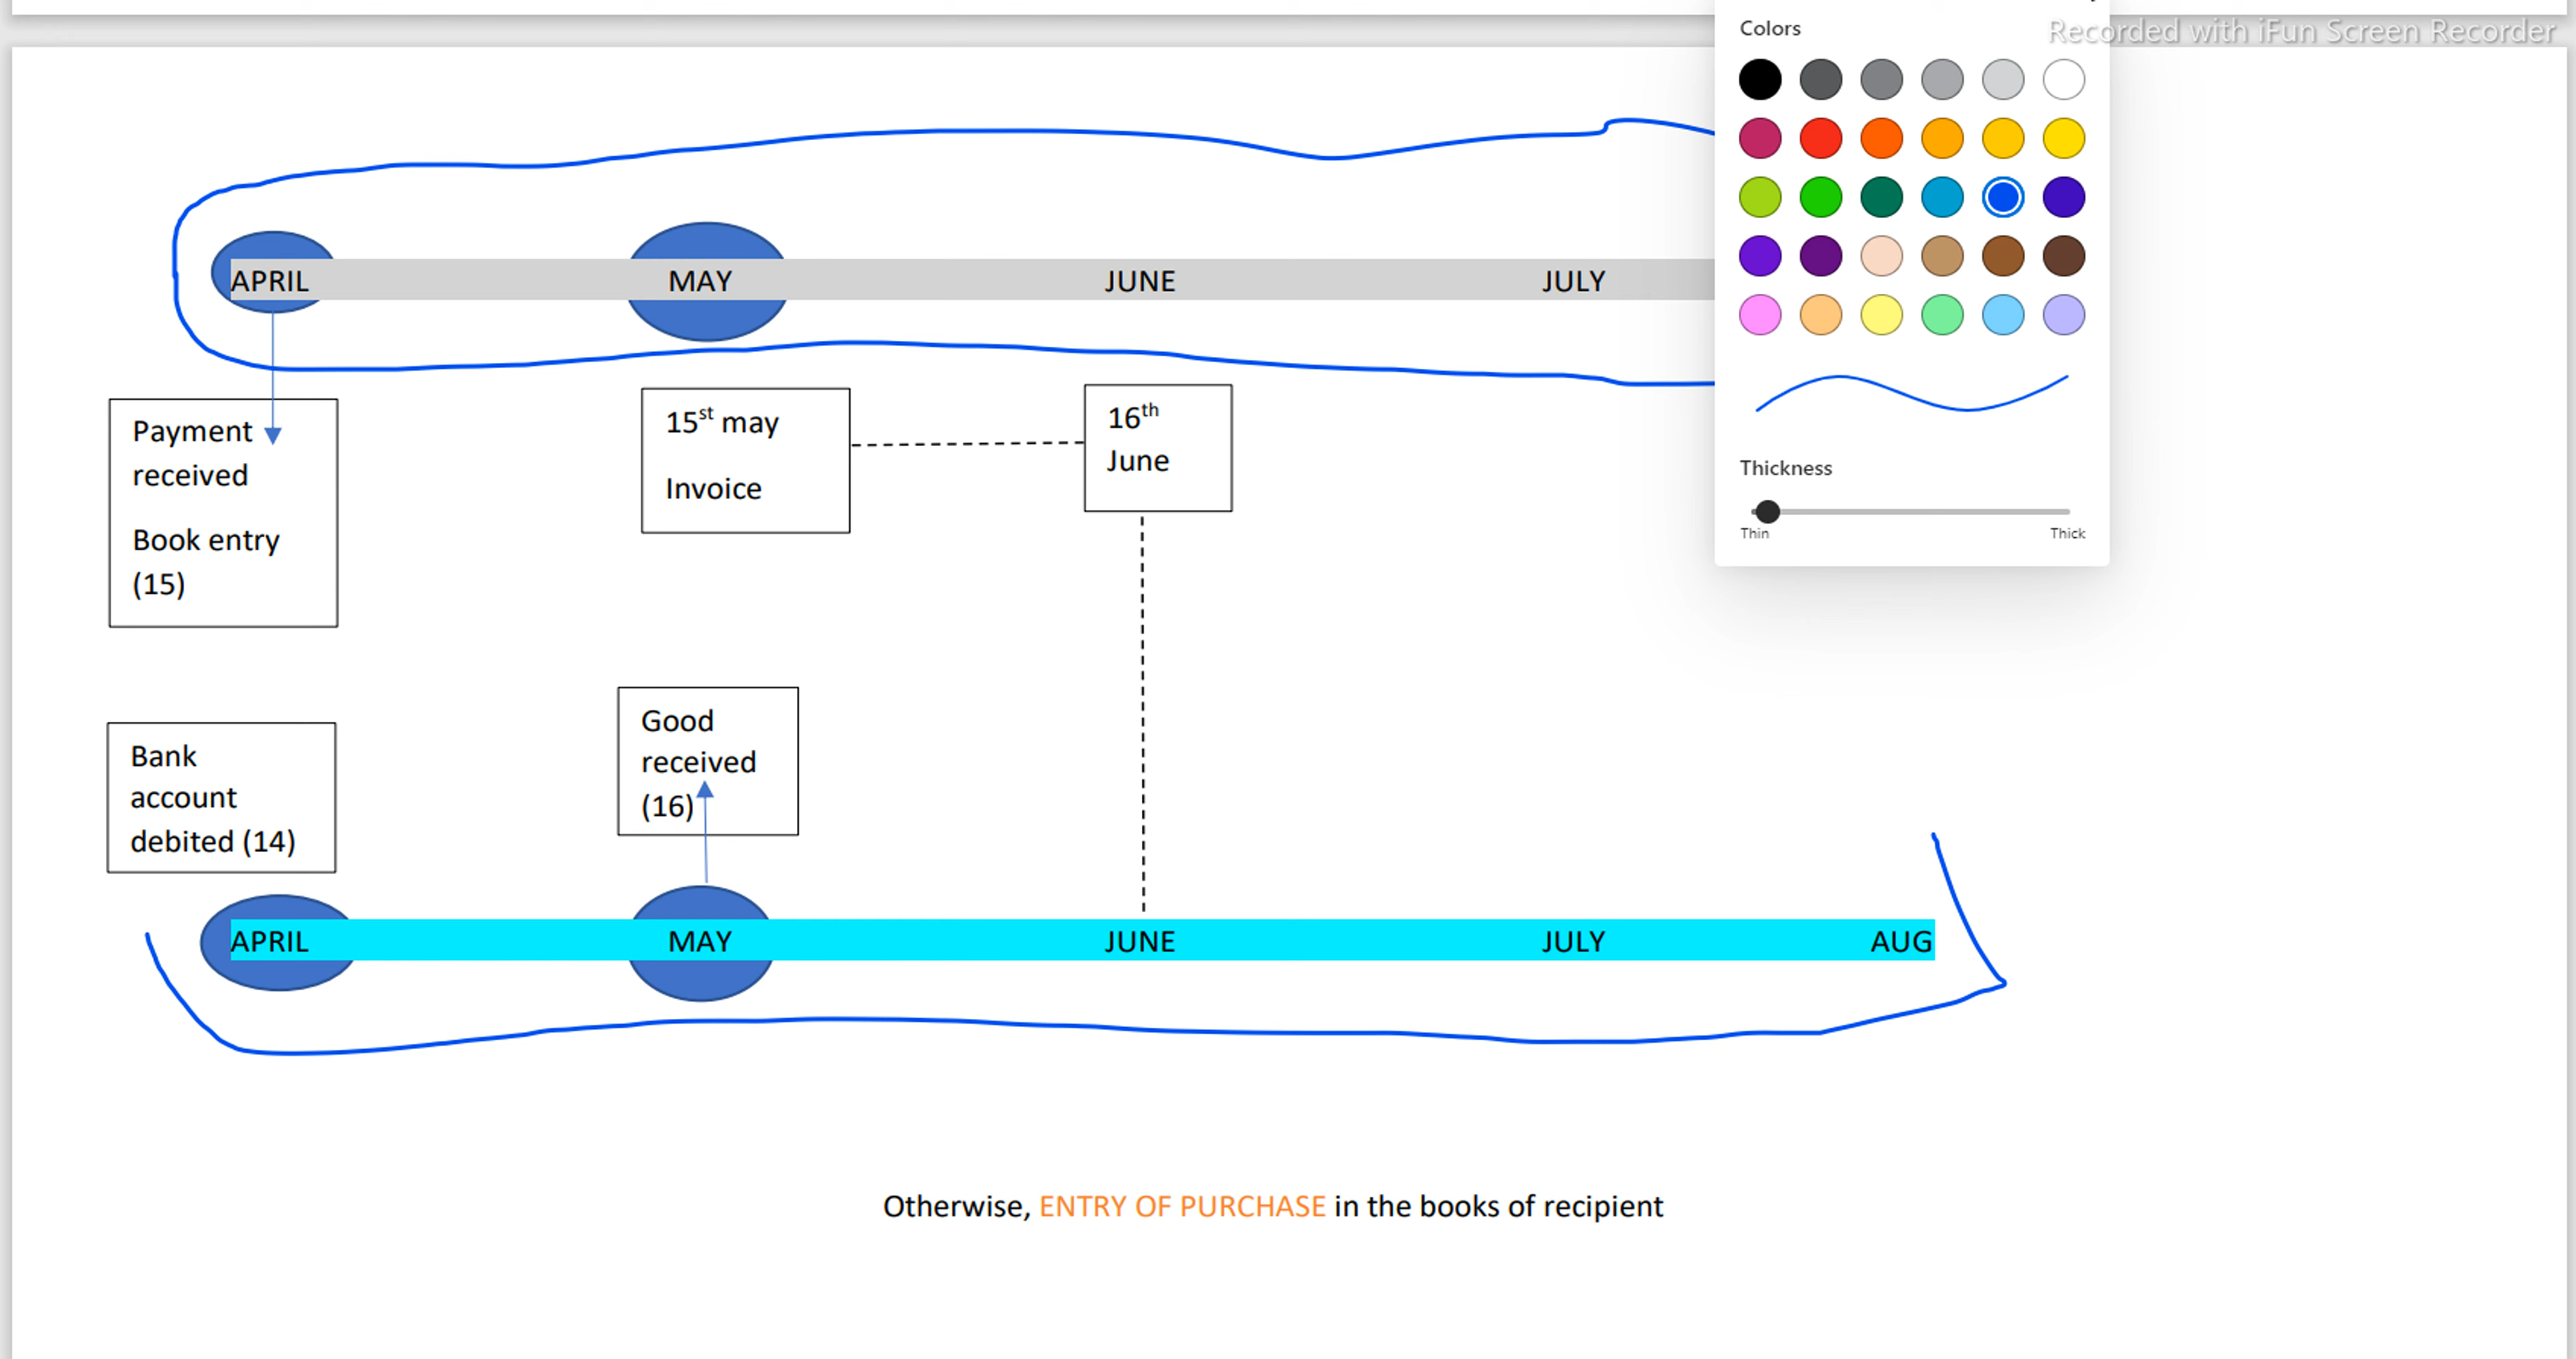 Colors
Recorded with iFun Screen Recorder
APRIL MAY JUNE JULY
Payment
received
Book entry
(15)
15st may
Invoice
16th
June
Thickness
Thin Thick
Bank
account
debited (14)
Good
received
(16)
APRIL MAY JUNE JULY AUG
Otherwise, ENTRY OF PURCHASE in the books of recipient